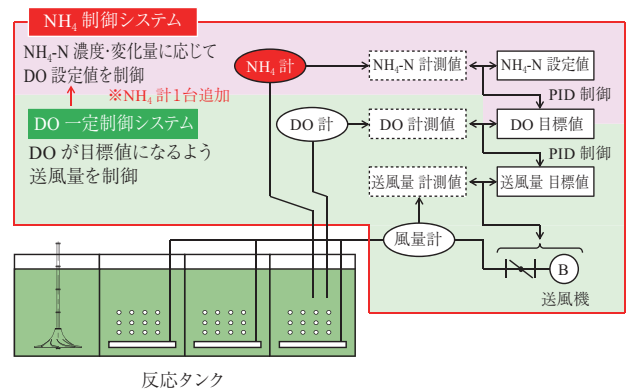 NH₄ 制御システム
NH₄-N 濃度・変化量に応じて
DO 設定値を制御
※NH₄ 計1台追加
DO 一定制御システム
DO が目標値になるよう
送風量を制御
NH₄ 計
NH₄-N 計測値
NH₄-N 設定値
PID 制御
DO 計
DO 計測値
DO 目標値
PID 制御
送風量 計測値
送風量 目標値
風量計
B
送風機
反応タンク